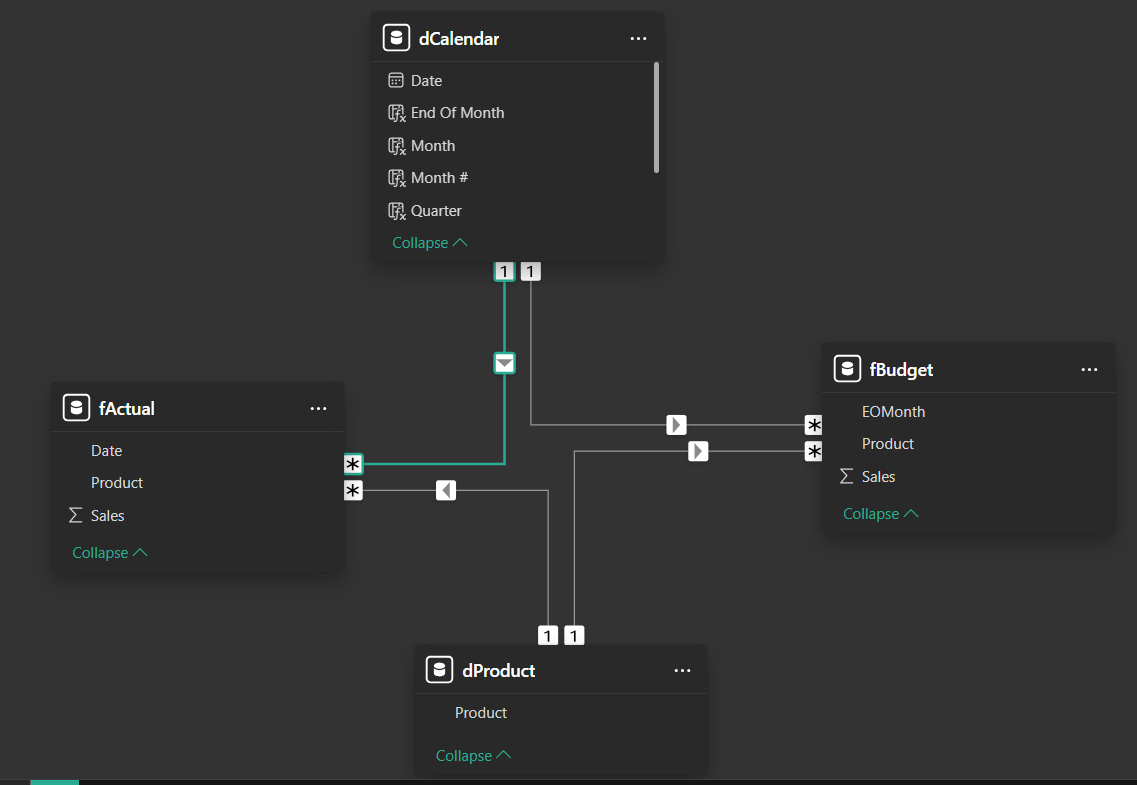 dCalendar
Date
End Of Month
Month
Month #
Quarter
Collapse
1 1
fBudget
EOMonth
Product
Σ Sales
Collapse
fActual
Date
Product
Σ Sales
Collapse
*
*
*
*
1 1
dProduct
Product
Collapse